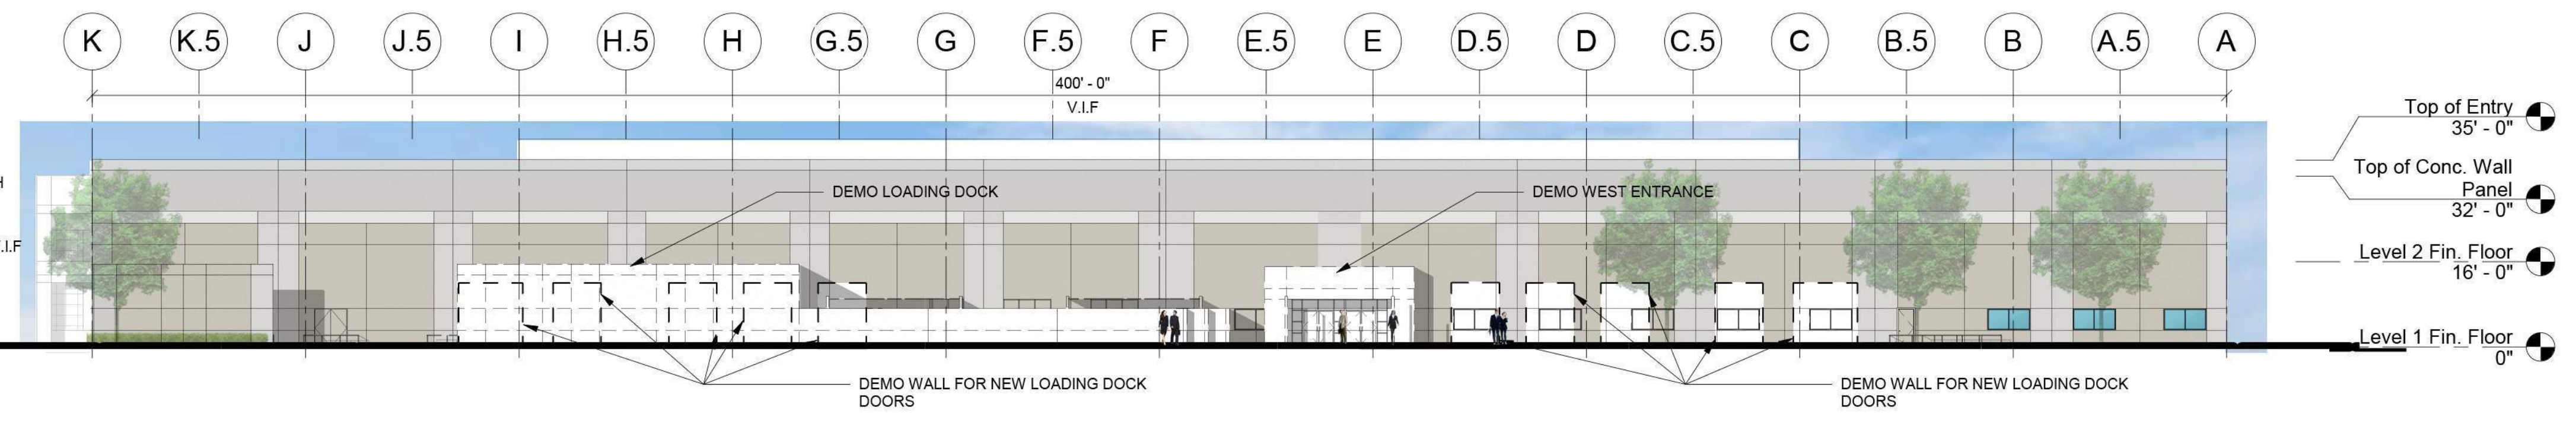 K K.5 J J.5 I H.5 H G.5 G F.5 F E.5 E D.5 D C.5 C B.5 B A.5 A
400' - 0"
V.I.F
Top of Entry
35' - 0"
Top of Conc. Wall
Panel
32' - 0"
H
DEMO LOADING DOCK
DEMO WEST ENTRANCE
.I.F
Level 2 Fin. Floor
16' - 0"
Level 1 Fin. Floor
0"
DEMO WALL FOR NEW LOADING DOCK
DOORS
DEMO WALL FOR NEW LOADING DOCK
DOORS